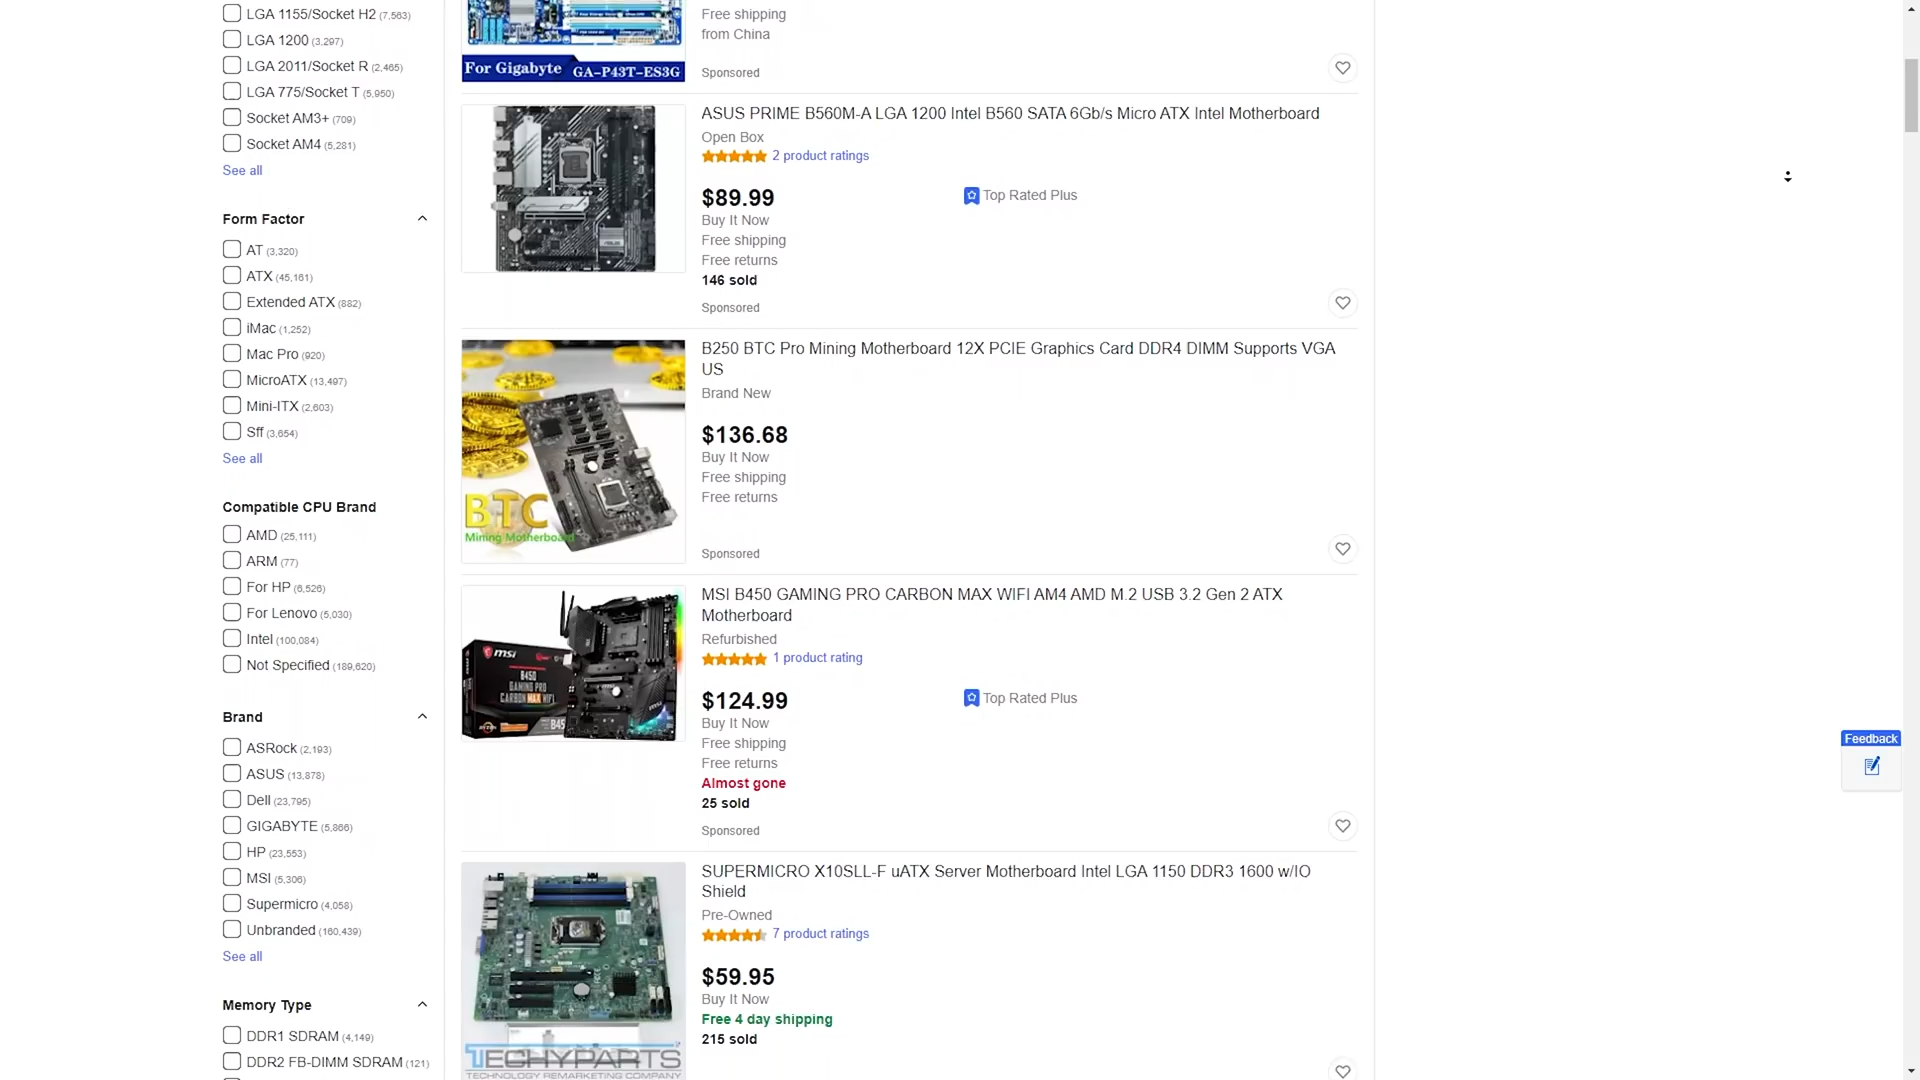 LGA 1155/Socket H2 (7,563)
LGA 1200 (3,297)
LGA 2011/Socket R (2,465)
LGA 775/Socket T (5,950)
Socket AM3+ (709)
Socket AM4 (5,281)
See all
Form Factor
AT (3,320)
ATX (45,161)
Extended ATX (882)
iMac (1,252)
Mac Pro (920)
MicroATX (13,497)
Mini-ITX (2,603)
Sff (3,654)
See all
Compatible CPU Brand
AMD (25,111)
ARM (77)
For HP (6,526)
For Lenovo (5,030)
Intel (100,084)
Not Specified (189,620)
Brand
ASRock (2,193)
ASUS (13,878)
Dell (23,795)
GIGABYTE (5,866)
HP (23,553)
MSI (5,306)
Supermicro (4,058)
Unbranded (160,439)
See all
Memory Type
DDR1 SDRAM (4,149)
DDR2 FB-DIMM SDRAM (121)
For Gigabyte GA-P43T-ES3G
Free shipping
from China
Sponsored
ASUS PRIME B560M-A LGA 1200 Intel B560 SATA 6Gb/s Micro ATX Intel Motherboard
Open Box
2 product ratings
$89.99
Top Rated Plus
Buy It Now
Free shipping
Free returns
146 sold
Sponsored
BTC
Mining Motherboard
B250 BTC Pro Mining Motherboard 12X PCIE Graphics Card DDR4 DIMM Supports VGA
US
Brand New
$136.68
Buy It Now
Free shipping
Free returns
Sponsored
msi
B450
GAMING PRO
CARBON MAX WIFI
MSI B450 GAMING PRO CARBON MAX WIFI AM4 AMD M.2 USB 3.2 Gen 2 ATX
Motherboard
Refurbished
1 product rating
$124.99
Top Rated Plus
Buy It Now
Free shipping
Free returns
Almost gone
25 sold
Sponsored
TECHYPARTS
TECHNOLOGY REMARKETING COMPANY
SUPERMICRO X10SLL-F uATX Server Motherboard Intel LGA 1150 DDR3 1600 w/IO
Shield
Pre-Owned
7 product ratings
$59.95
Buy It Now
Free 4 day shipping
215 sold
Feedback